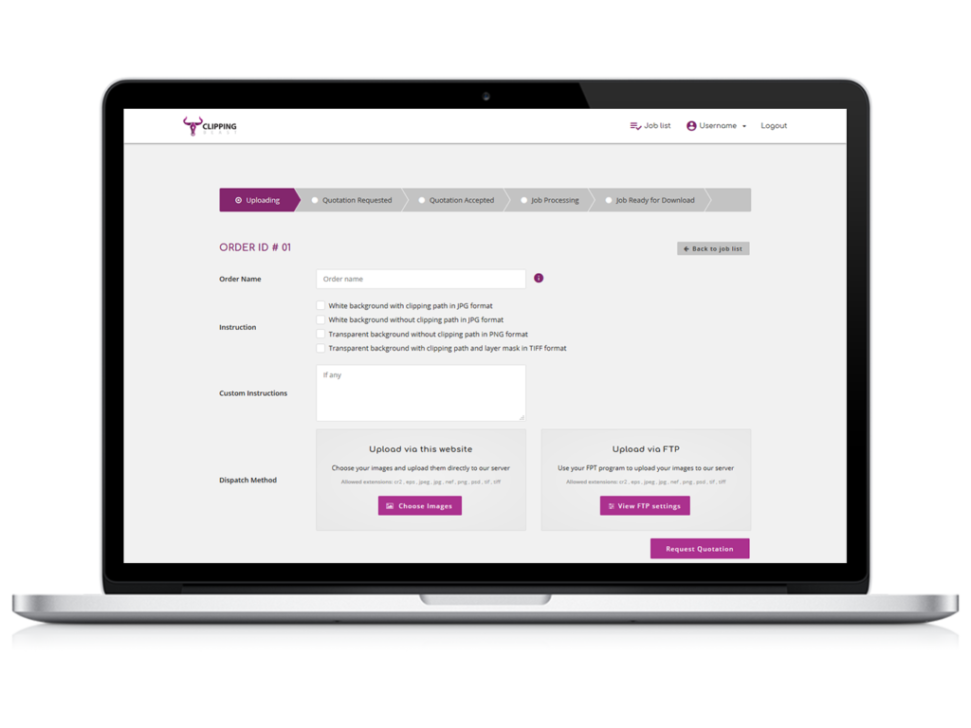 CLIPPING
Job list
Username
Logout
Uploading
Quotation Requested
Quotation Accepted
Job Processing
Job Ready for Download
ORDER ID # 01
Back to job list
Order Name
Order name
Instruction
White background with clipping path in JPG format
White background without clipping path in JPG format
Transparent background without clipping path in PNG format
Transparent background with clipping path and layer mask in TIFF format
Custom Instructions
If any
Dispatch Method
Upload via this website
Choose your images and upload them directly to our server
Allowed extensions: cr2 , eps , jpeg , jpg , nef , png , psd , tif , tiff
Choose Images
Upload via FTP
Use your FPT program to upload your images to our server
Allowed extensions: cr2 , eps , jpeg , jpg , nef , png , psd , tif , tiff
View FTP settings
Request Quotation